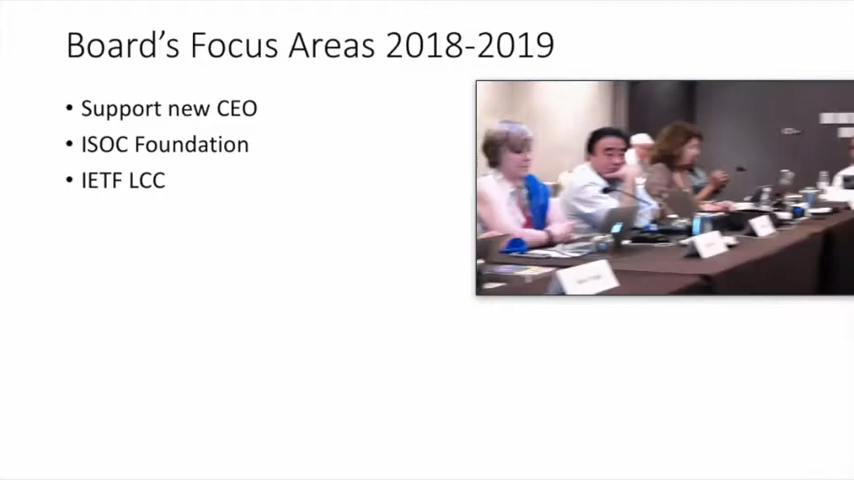 Board's Focus Areas 2018-2019
• Support new CEO
• ISOC Foundation
• IETF LCC